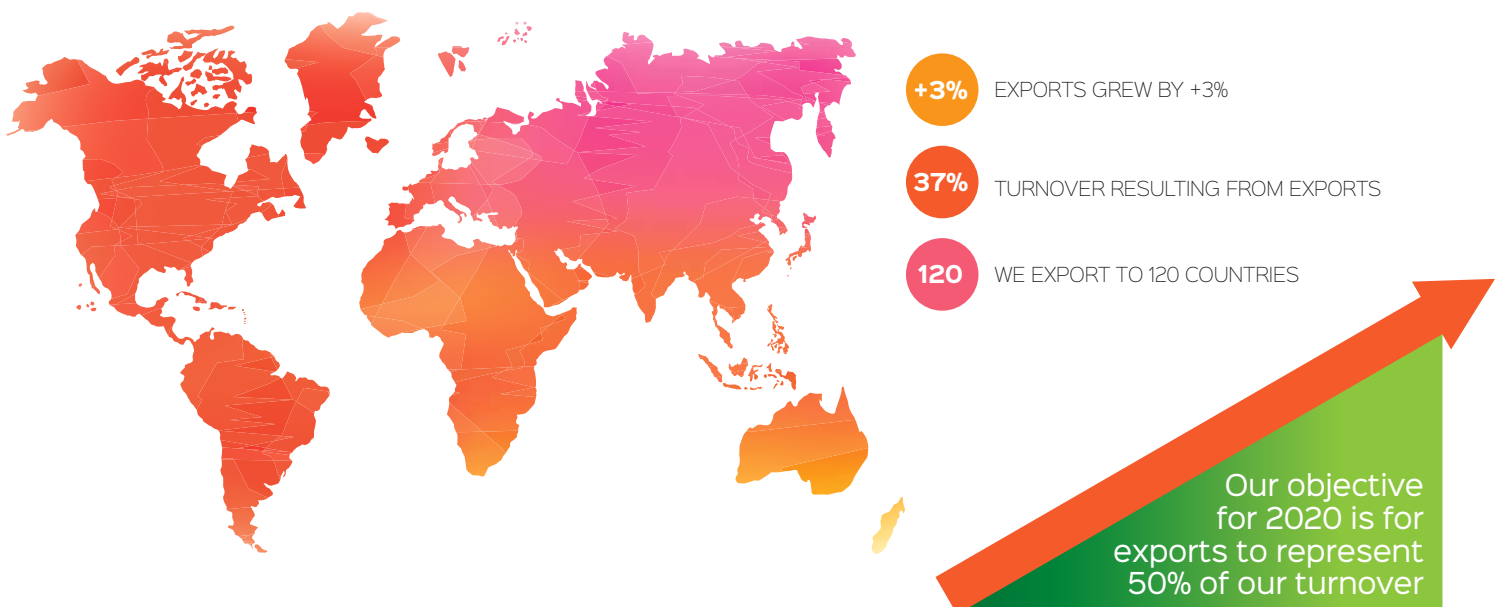 +3% EXPORTS GREW BY +3%
37% TURNOVER RESULTING FROM EXPORTS
120 WE EXPORT TO 120 COUNTRIES
Our objective
for 2020 is for
exports to represent
50% of our turnover